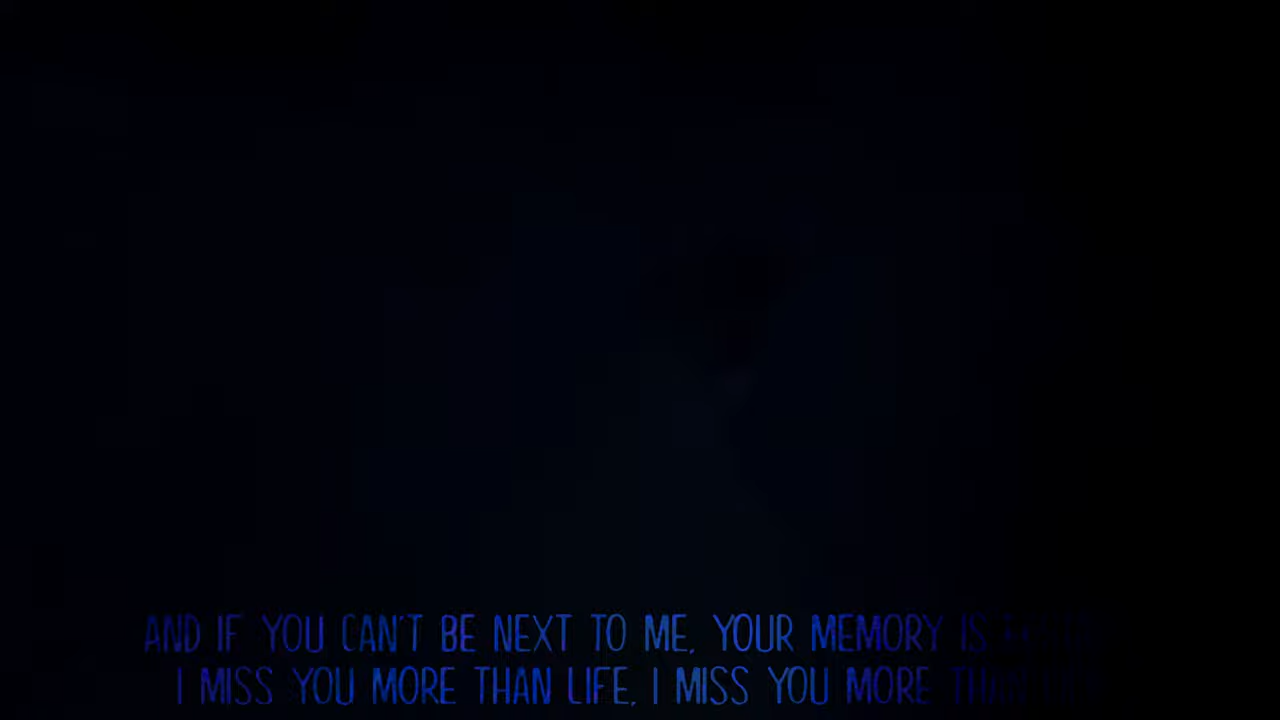 AND IF YOU CAN'T BE NEXT TO ME, YOUR MEMORY IS
I MISS YOU MORE THAN LIFE, I MISS YOU MORE THAN